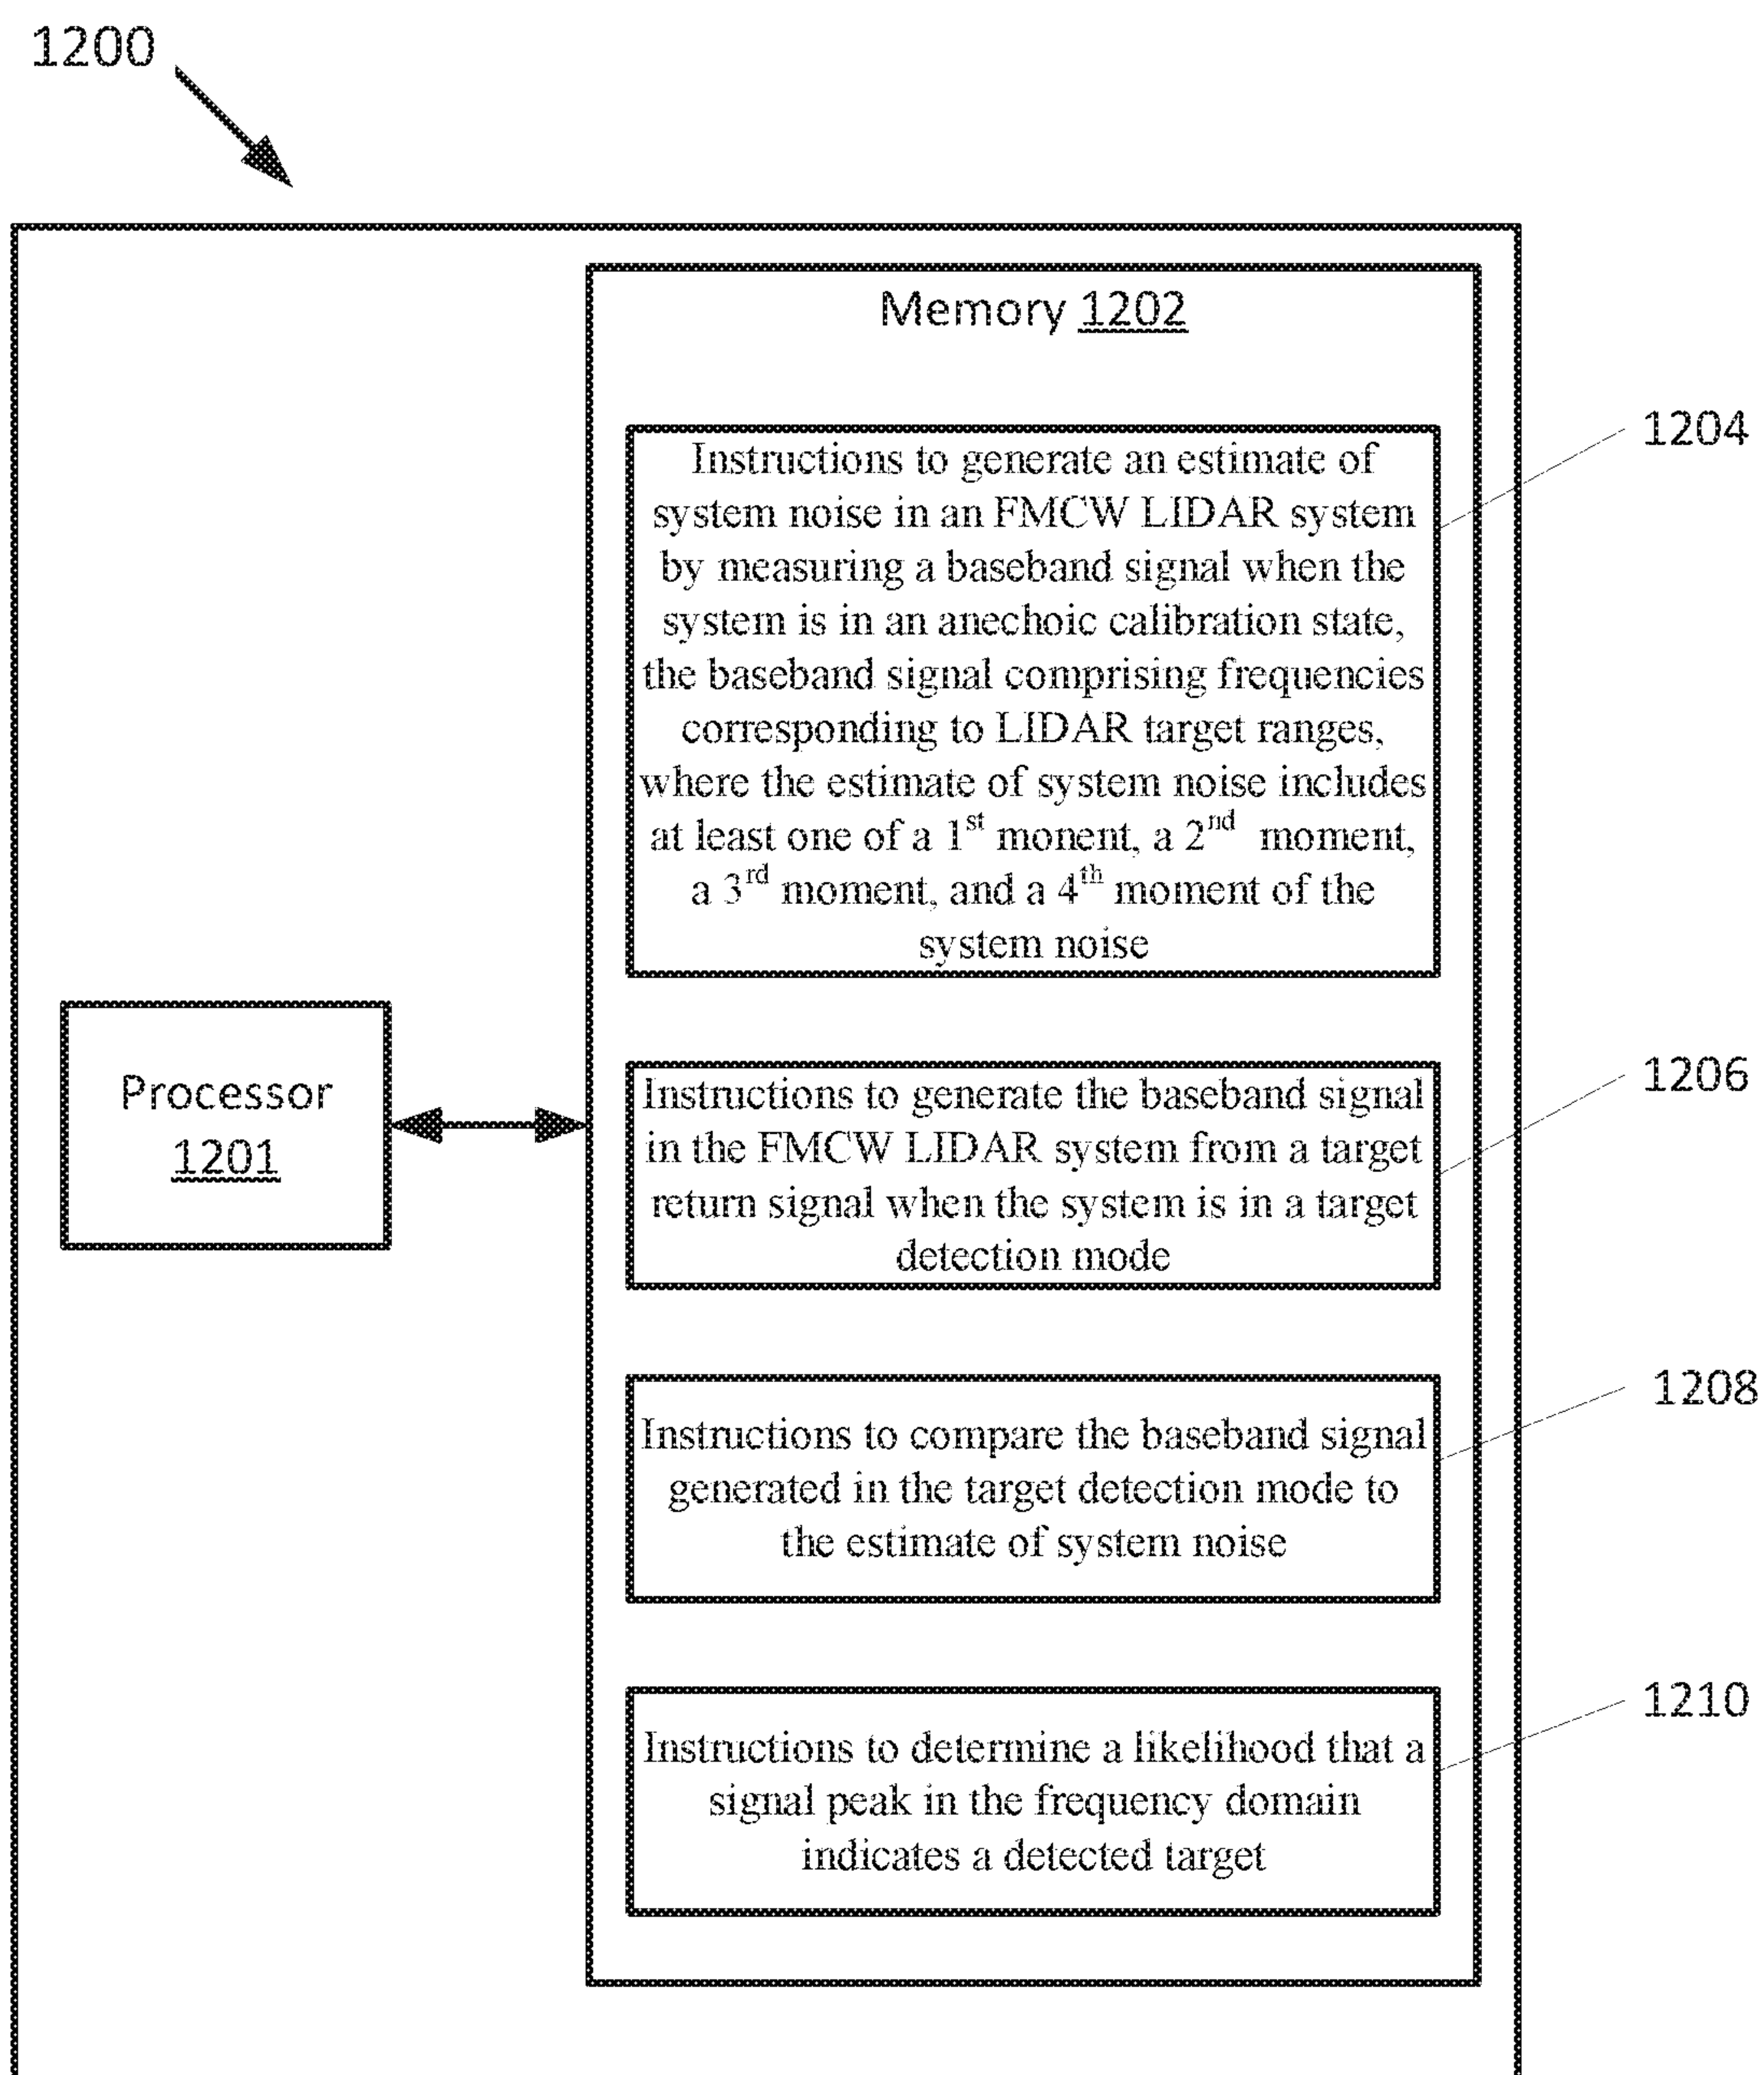 1200
Memory 1202
1204
Instructions to generate an estimate of
system noise in an FMCW LIDAR system
by measuring a baseband signal when the
system is in an anechoic calibration state,
the baseband signal comprising frequencies
corresponding to LIDAR target ranges,
where the estimate of system noise includes
at least one of a 1st monent, a 2nd moment,
a 3rd moment, and a 4th moment of the
system noise
Processor
1201
1206
Instructions to generate the baseband signal
in the FMCW LIDAR system from a target
return signal when the system is in a target
detection mode
1208
Instructions to compare the baseband signal
generated in the target detection mode to
the estimate of system noise
1210
Instructions to determine a likelihood that a
signal peak in the frequency domain
indicates a detected target